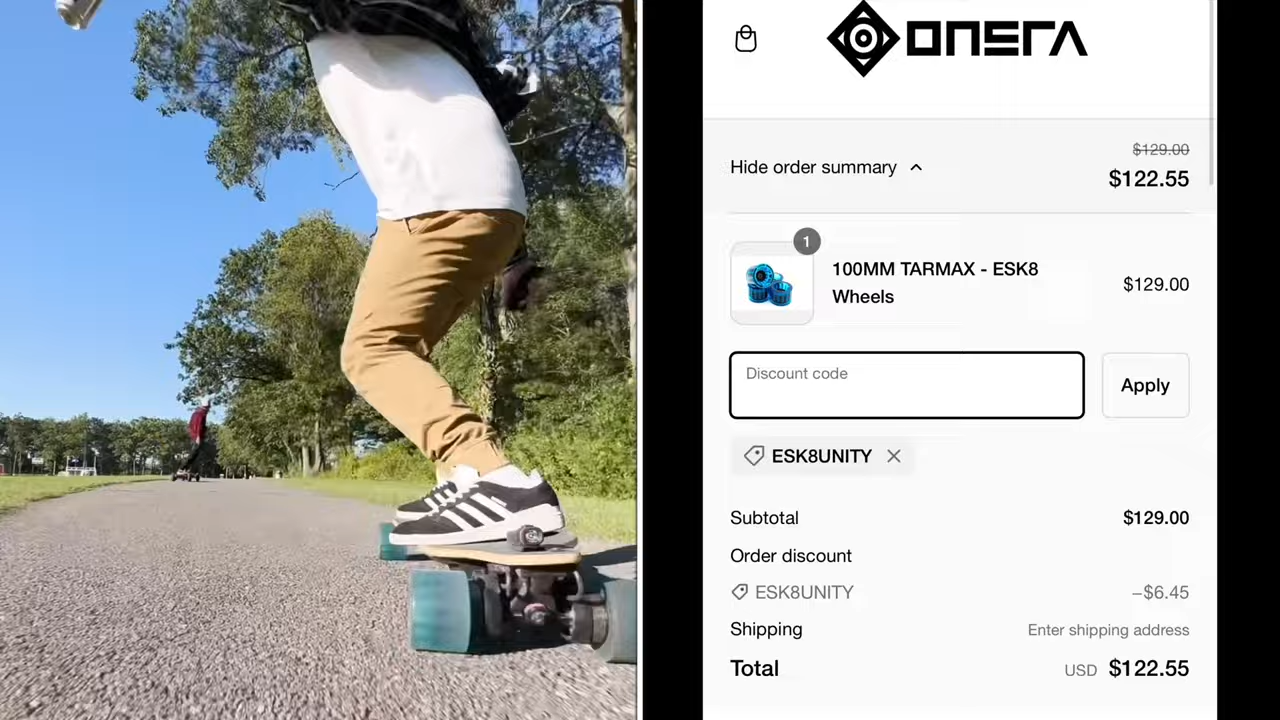 ONSRA
Hide order summary
$129.00
$122.55
1
100MM TARMAX - ESK8
Wheels
$129.00
Discount code
Apply
ESK8UNITY
Subtotal
$129.00
Order discount
ESK8UNITY
−$6.45
Shipping
Enter shipping address
Total
USD $122.55